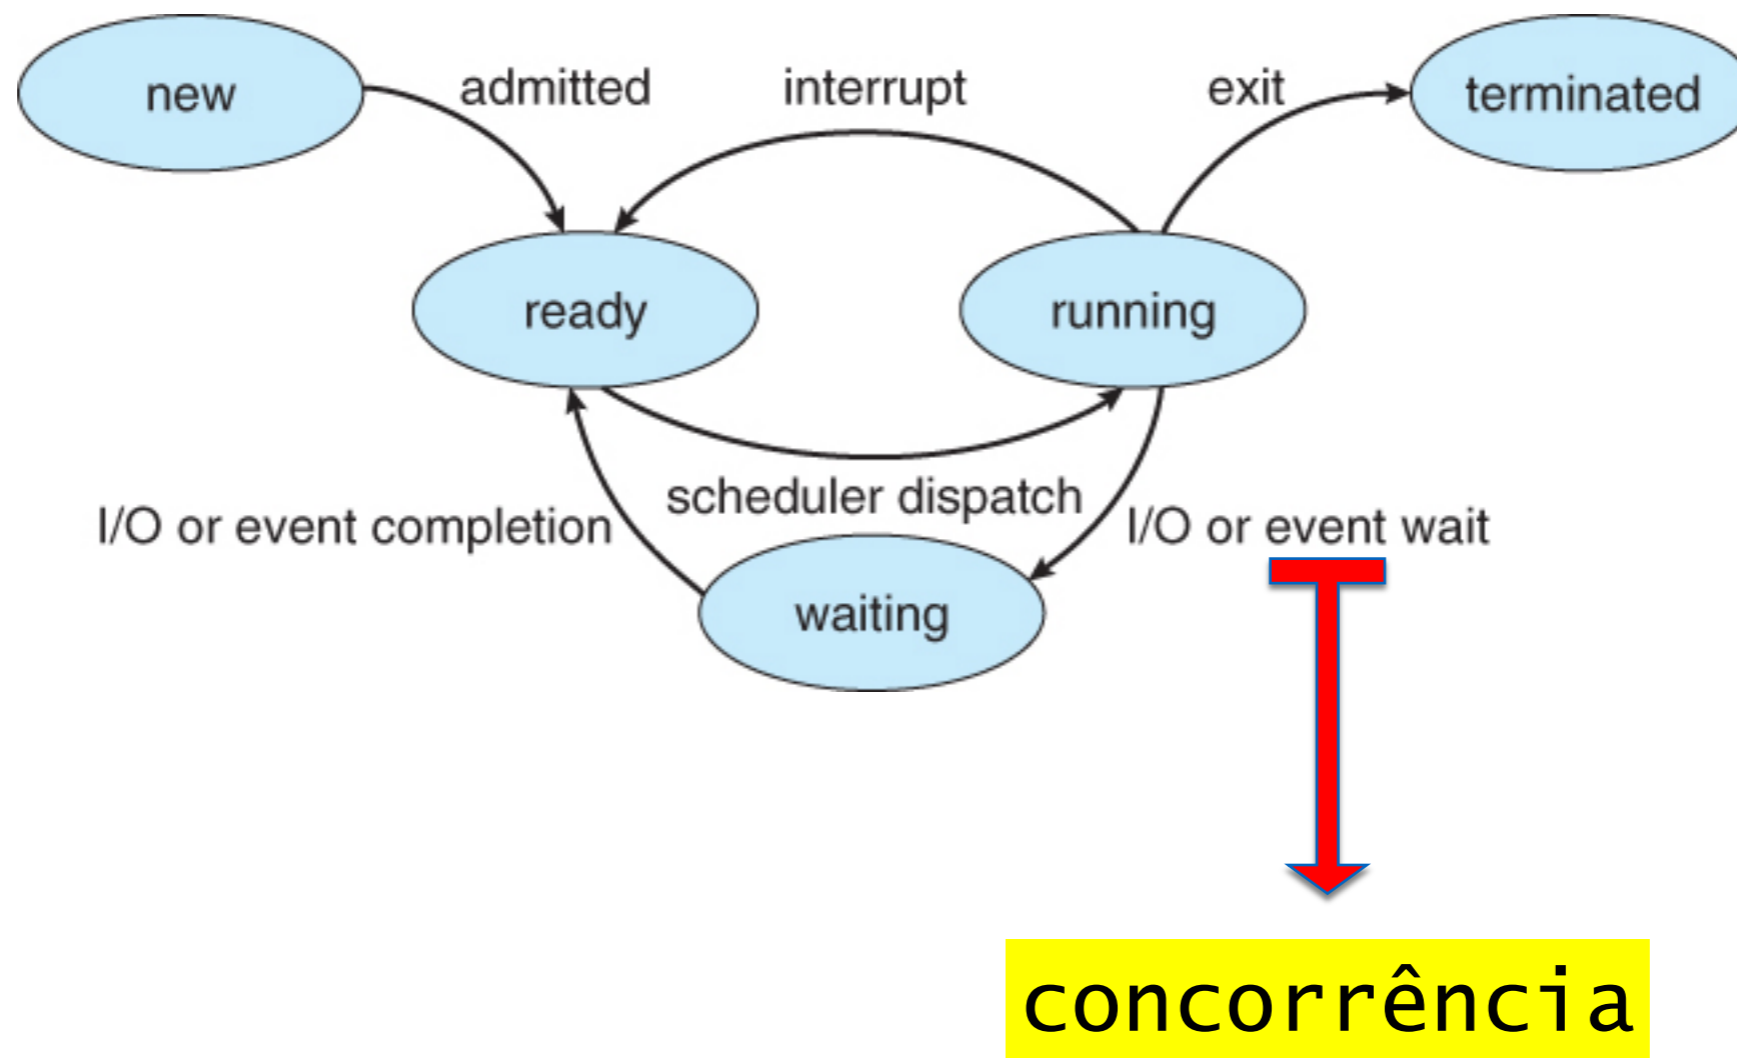 new
admitted
interrupt
exit
terminated
ready
running
scheduler dispatch
I/O or event completion
I/O or event wait
waiting
concorrência